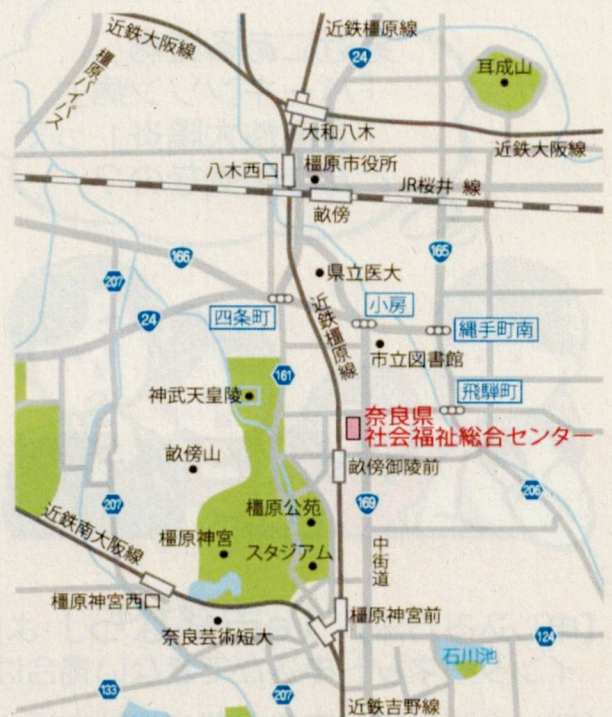 近鉄大阪線
近鉄橿原線
24
耳成山
橿原バイパス
大和八木
近鉄大阪線
八木西口
橿原市役所
JR桜井 線
畝傍
166
165
207
県立医大
近鉄橿原線
四条町
小房
縄手町南
24
市立図書館
161
飛騨町
神武天皇陵
奈良県
社会福祉総合センター
畝傍山
畝傍御陵前
207
橿原公苑
169
206
近鉄南大阪線
橿原神宮
スタジアム
中街道
橿原神宮西口
橿原神宮前
奈良芸術短大
124
石川池
133
207
近鉄吉野線